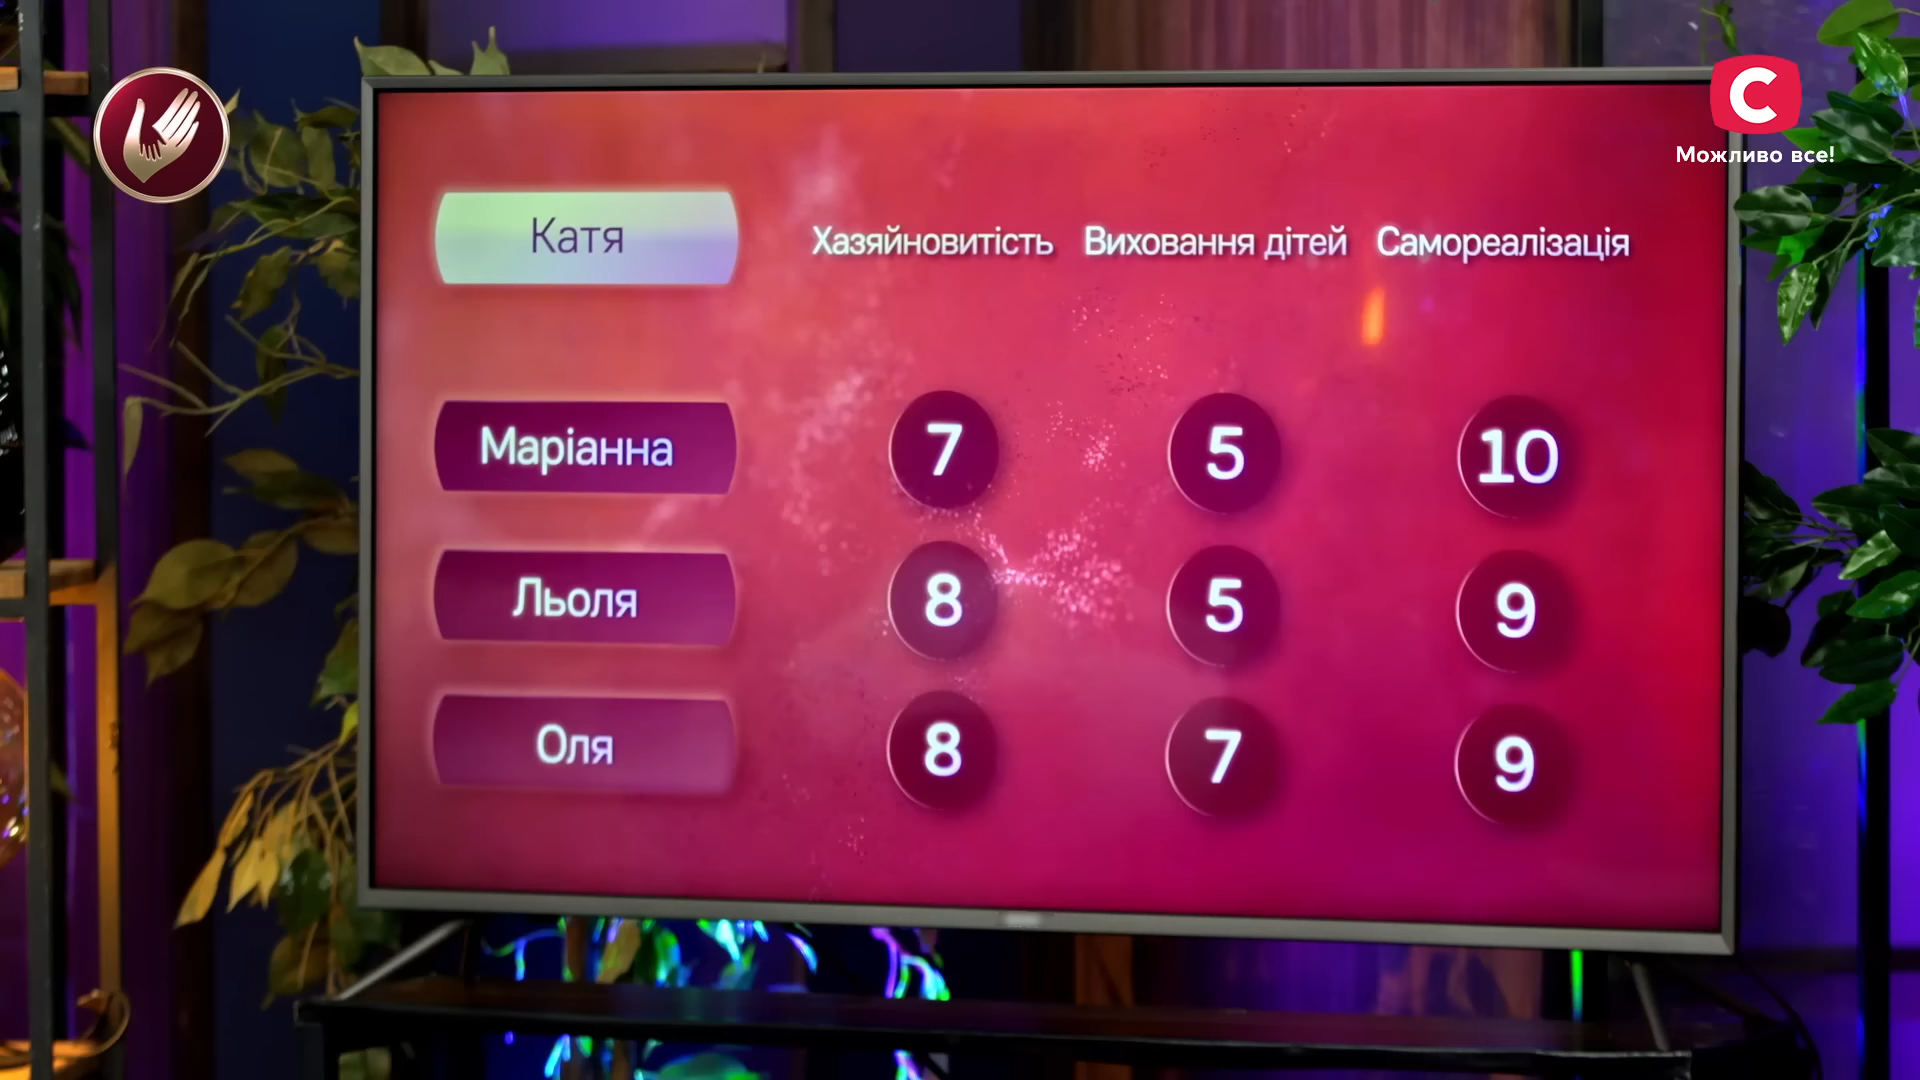 С
Можливо все!
Катя Хазяйновитість Виховання дітей Самореалізація
Маріанна 7 5 10
Льоля 8 5 9
Оля 8 7 9